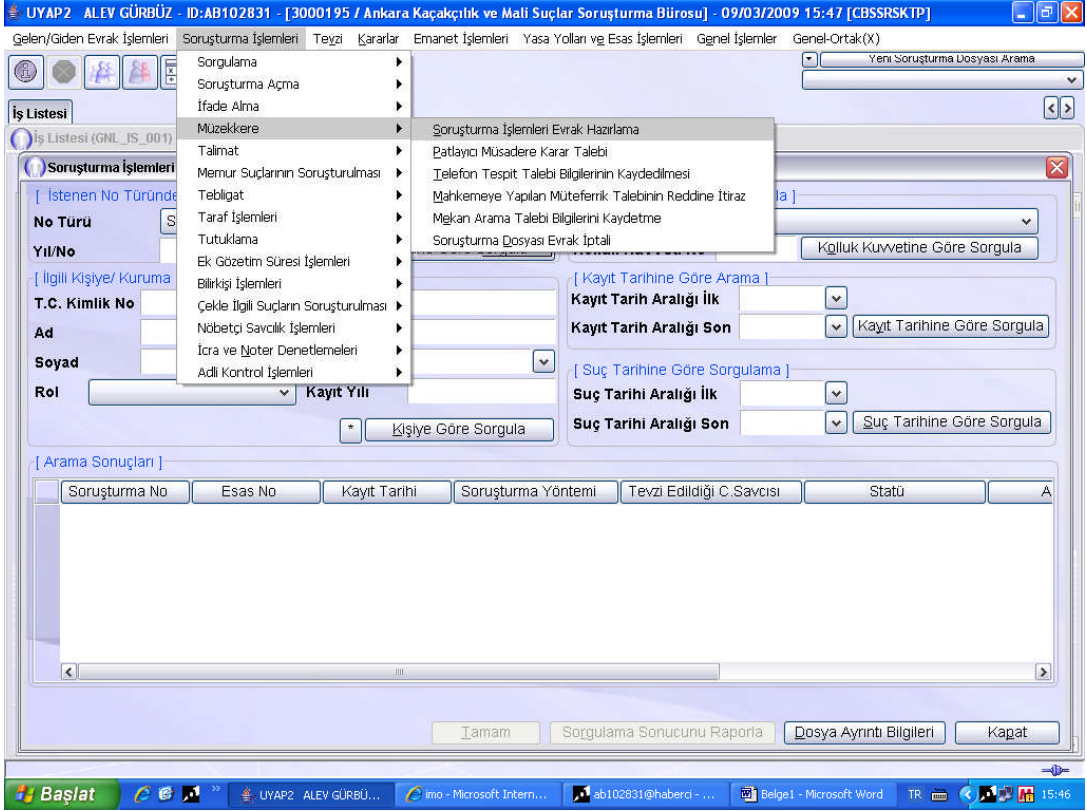 UYAP2 ALEV GÜRBÜZ - ID:AB102831 - [3000195 / Ankara Kaçakçılık ve Mali Suçlar Soruşturma Bürosu] - 09/03/2009 15:47 [CBSSRSKTP]
Gelen/Giden Evrak İşlemleri Soruşturma İşlemleri Tevzi Kararlar Emanet İşlemleri Yasa Yolları ve Esas İşlemleri Genel İşlemler Genel-Ortak(X)
Yeni Soruşturma Dosyası Arama
İş Listesi
İş Listesi (GNL_IS_001)
Soruşturma İşlemleri
Sorgulama
Soruşturma Açma
İfade Alma
Müzekkere
Talimat
Memur Suçlarının Soruşturulması
Tebligat
Taraf İşlemleri
Tutuklama
Ek Gözetim Süresi İşlemleri
Bilirkişi İşlemleri
Çekle İlgili Suçların Soruşturulması
Nöbetçi Savcılık İşlemleri
İcra ve Noter Denetlemeleri
Adli Kontrol İşlemleri
Soruşturma İşlemleri Evrak Hazırlama
Patlayıcı Müsadere Karar Talebi
Telefon Tespit Talebi Bilgilerinin Kaydedilmesi
Mahkemeye Yapılan Müteferrik Talebinin Reddine İtiraz
Mekan Arama Talebi Bilgilerini Kaydetme
Soruşturma Dosyası Evrak İptali
[ İstenen No Türünde
No Türü S
Yıl/No
Kolluk Kuvvetine Göre Sorgula
[ İlgili Kişiye/ Kuruma
T.C. Kimlik No
Ad
Soyad
Rol Kayıt Yılı
* Kişiye Göre Sorgula
[ Kayıt Tarihine Göre Arama ]
Kayıt Tarih Aralığı İlk
Kayıt Tarih Aralığı Son Kayıt Tarihine Göre Sorgula
[ Suç Tarihine Göre Sorgulama ]
Suç Tarihi Aralığı İlk
Suç Tarihi Aralığı Son Suç Tarihine Göre Sorgula
[ Arama Sonuçları ]
Soruşturma No Esas No Kayıt Tarihi Soruşturma Yöntemi Tevzi Edildiği C.Savcısı Statü A
Tamam Sorgulama Sonucunu Raporla Dosya Ayrıntı Bilgileri Kapat
Başlat UYAP2 ALEV GÜRBÜ... imo - Microsoft Intern... ab102831@haberci - ... Belge1 - Microsoft Word TR 15:46